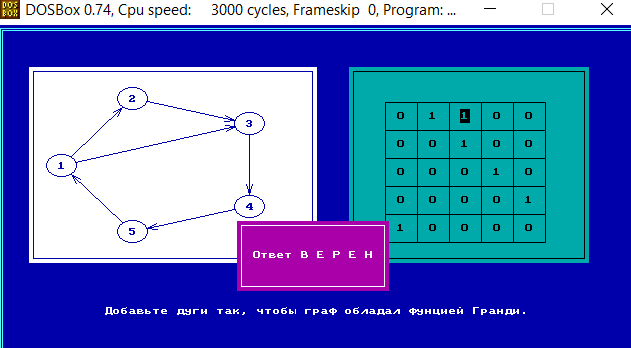 DOS
BOX
DOSBox 0.74, Cpu speed: 3000 cycles, Frameskip 0, Program: ...
2
3
1
4
5
0 1 1 0 0
0 0 1 0 0
0 0 0 1 0
0 0 0 0 1
1 0 0 0 0
Ответ В Е Р Е Н
Добавьте дуги так, чтобы граф обладал фунцией Гранди.